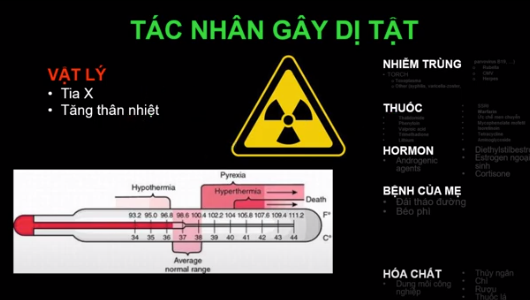 TÁC NHÂN GÂY DỊ TẬT
VẬT LÝ
• Tia X
• Tăng thân nhiệt
Pyrexia
Hypothermia
Hyperthermia
Death
93.2 95.0 96.8 98.6 100.4 102.2 104 105.8 107.6 109.4 111.2 F°
34 35 36 37 38 39 40 41 42 43 44 C°
Average
normal range
NHIỄM TRÙNG
• TORCH
THUỐC
HORMON
• Androgenic
agents
• Diethylstilbestr
• Estrogen ngoại
sinh
• Cortisone
BỆNH CỦA MẸ
• Đái tháo đường
• Béo phì
HÓA CHẤT
• Dung môi công
nghiệp
• Thủy ngân
• Chì
• Rượu
• Thuốc lá